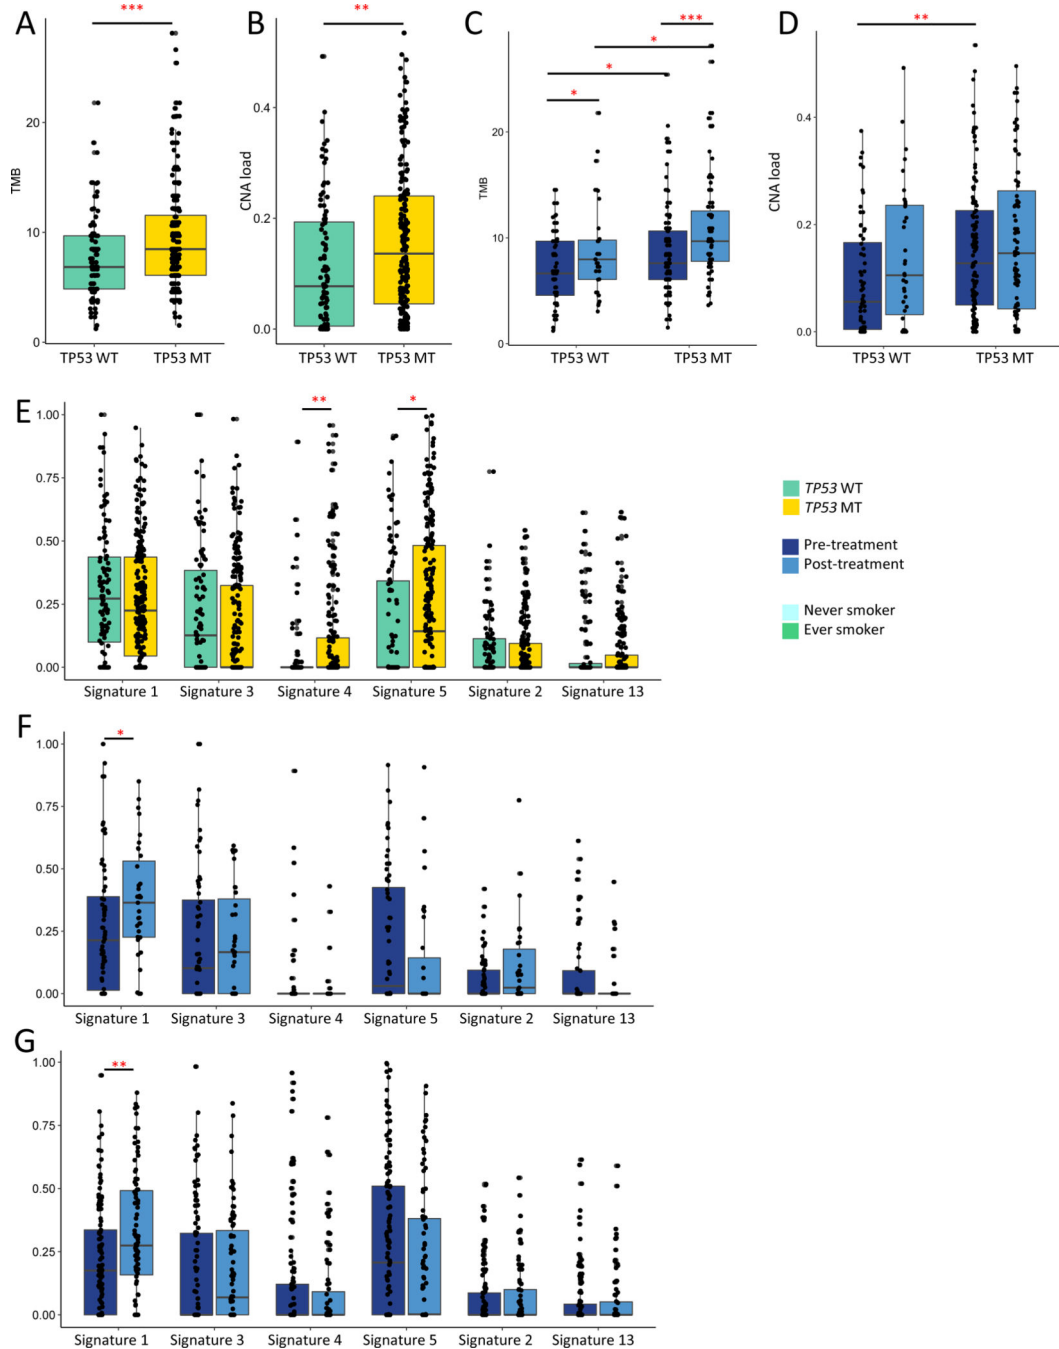 A
***
TMB
20
10
0
TP53 WT
TP53 MT
B
**
CNA load
0.4
0.2
0.0
TP53 WT
TP53 MT
C
***
*
*
*
TMB
20
10
0
TP53 WT
TP53 MT
D
**
CNA load
0.4
0.2
0.0
TP53 WT
TP53 MT
E
**
*
1.00
0.75
0.50
0.25
0.00
Signature 1
Signature 3
Signature 4
Signature 5
Signature 2
Signature 13
TP53 WT
TP53 MT
Pre-treatment
Post-treatment
Never smoker
Ever smoker
F
*
1.00
0.75
0.50
0.25
0.00
Signature 1
Signature 3
Signature 4
Signature 5
Signature 2
Signature 13
G
**
1.00
0.75
0.50
0.25
0.00
Signature 1
Signature 3
Signature 4
Signature 5
Signature 2
Signature 13